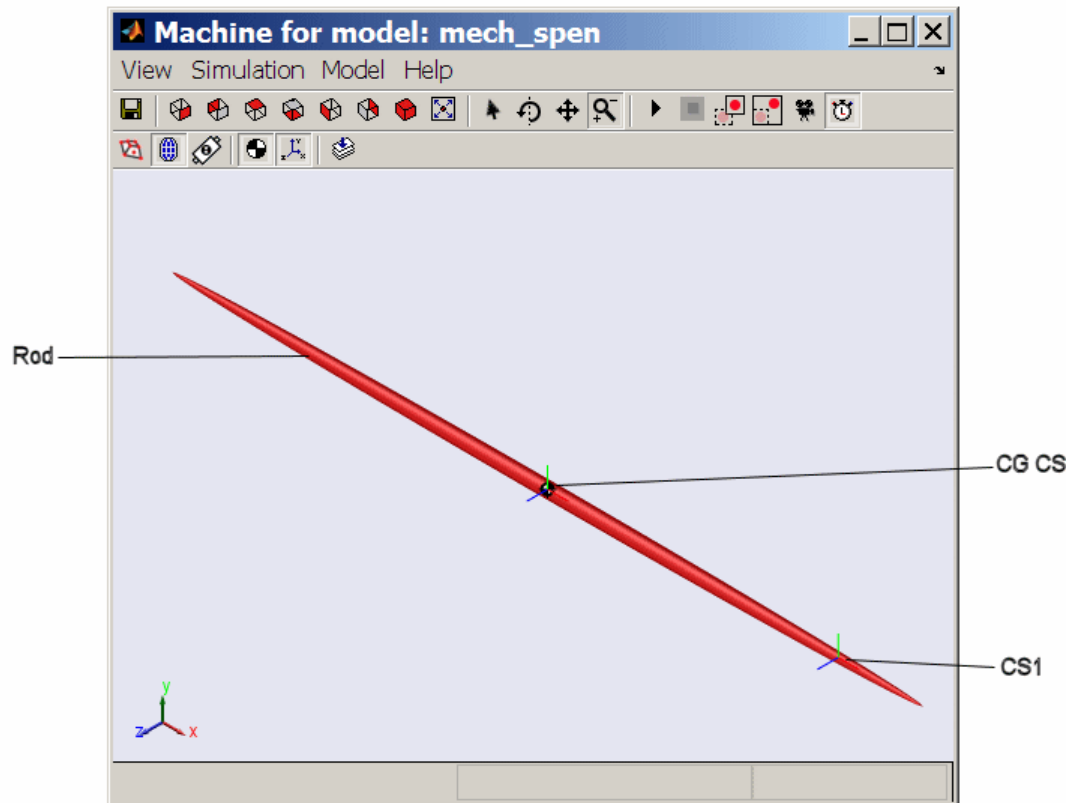 Machine for model: mech_spen
View Simulation Model Help
Rod
CG CS
CS1
y
z x